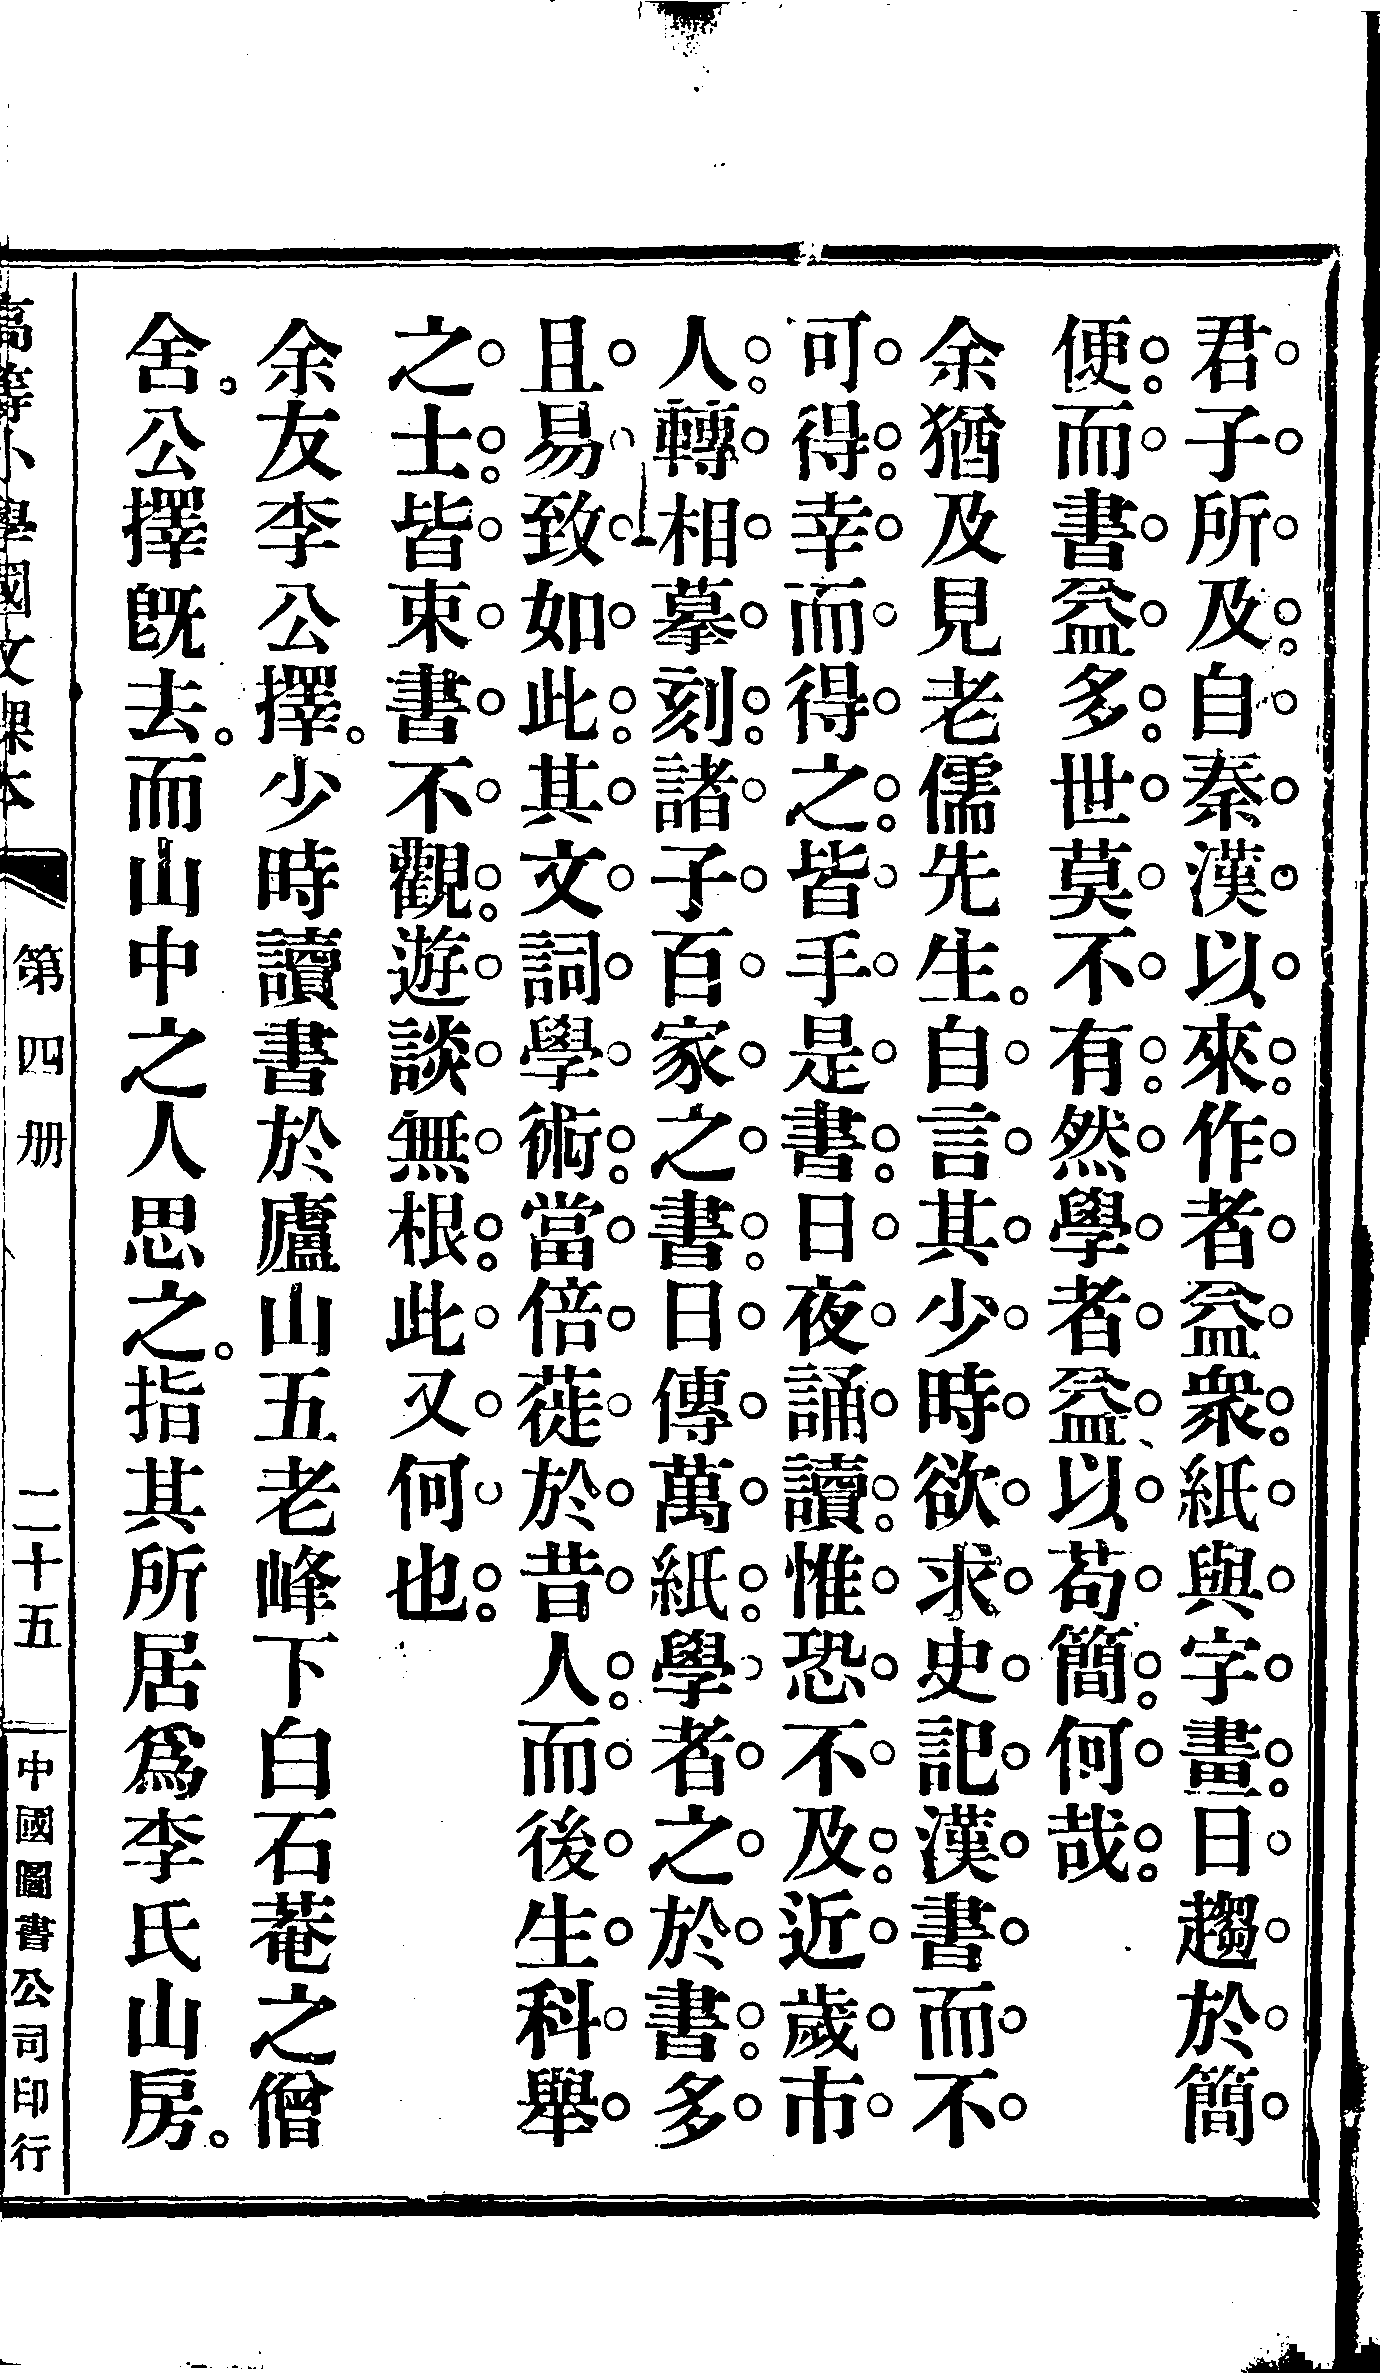 君子所及。自秦漢以來。作者益衆。紙與字畫。日趨於簡
便。而書益多。世莫不有。然學者益以苟簡。何哉。
余猶及見老儒先生。自言其少時欲求史記漢書而不
可得。幸而得之。皆手是書。日夜誦讀。惟恐不及。近歲市
人。轉相摹刻。諸子百家之書。日傳萬紙。學者之於書。多
且易致如此。其文詞學術。當倍蓰於昔人。而後生科舉
之士。皆束書不觀。遊談無根。此又何也。
余友李公擇。少時讀書於廬山五老峰下白石菴之僧
舍。公擇既去。而山中之人思之。指其所居爲李氏山房。
高等小學國文課本 第四册 二十五 中國圖書公司印行